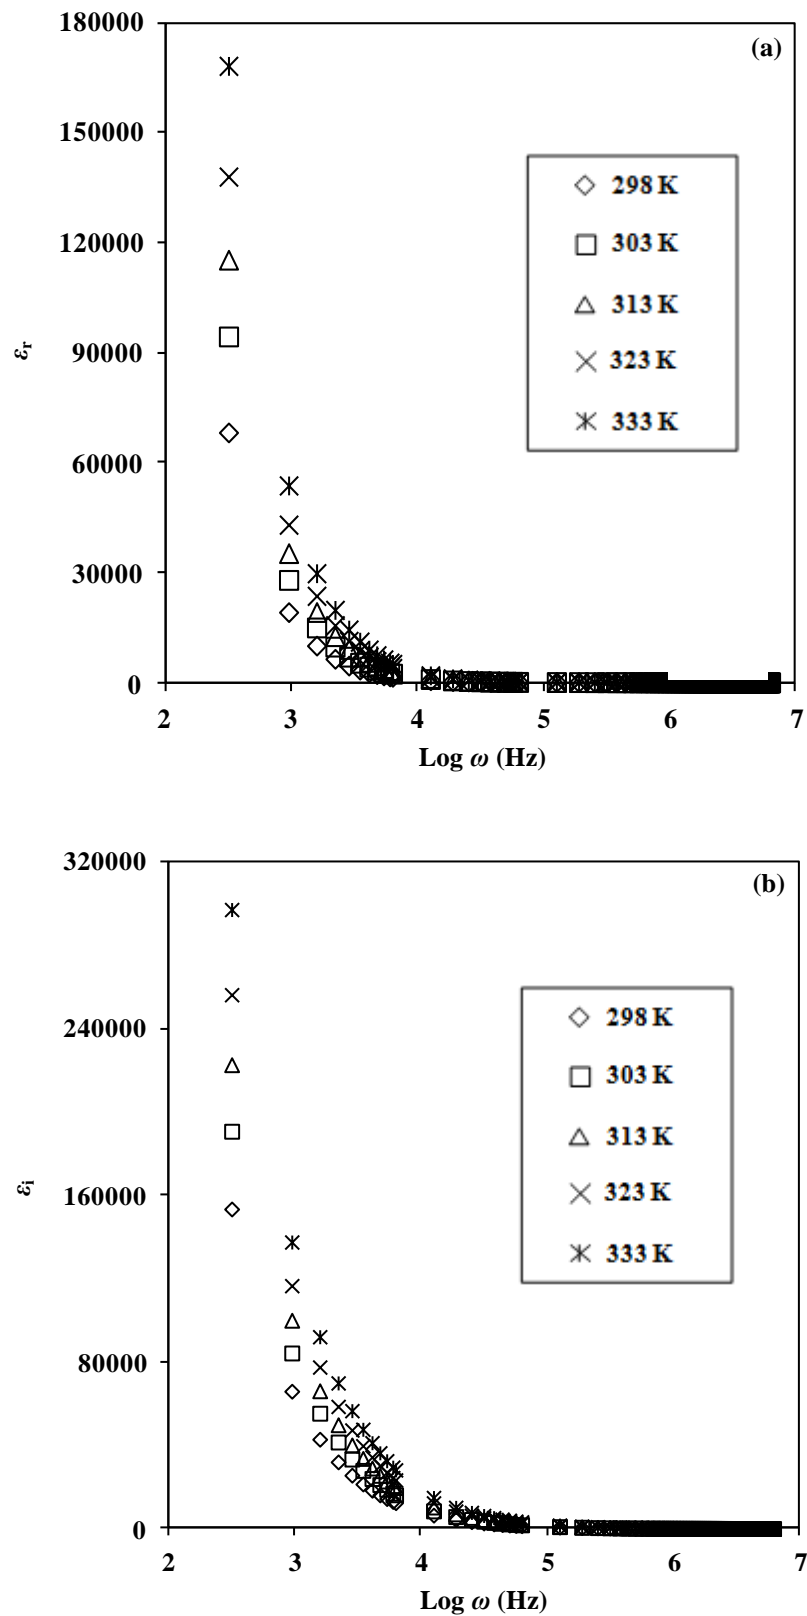 180000
(a)
150000
298 K
120000
303 K
313 K
90000
εr
323 K
333 K
60000
30000
0
2 3 4 5 6 7
Log ω (Hz)
320000
(b)
298 K
240000
303 K
313 K
160000
εi
323 K
333 K
80000
0
2 3 4 5 6 7
Log ω (Hz)